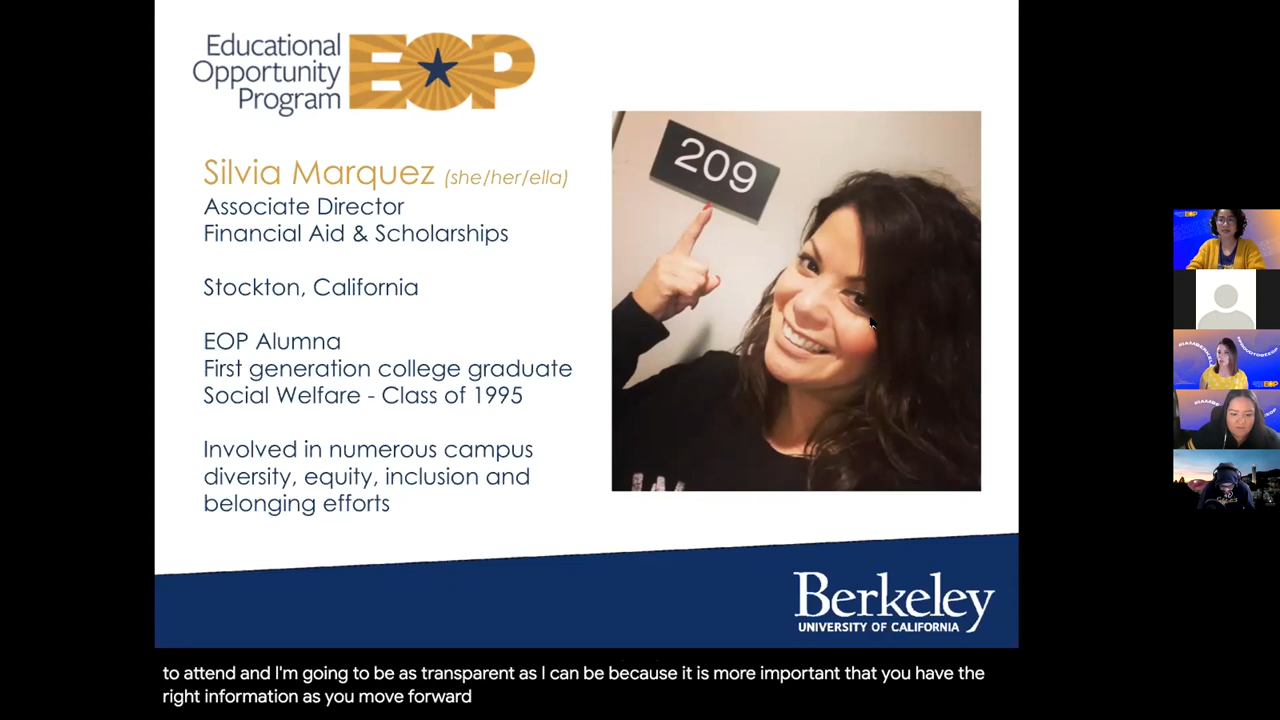 Educational
Opportunity
Program
EOP
Silvia Marquez (she/her/ella)
Associate Director
Financial Aid & Scholarships
Stockton, California
EOP Alumna
First generation college graduate
Social Welfare - Class of 1995
Involved in numerous campus
diversity, equity, inclusion and
belonging efforts
209
Berkeley
UNIVERSITY OF CALIFORNIA
to attend and I'm going to be as transparent as I can be because it is more important that you have the
right information as you move forward
EOP
EOP